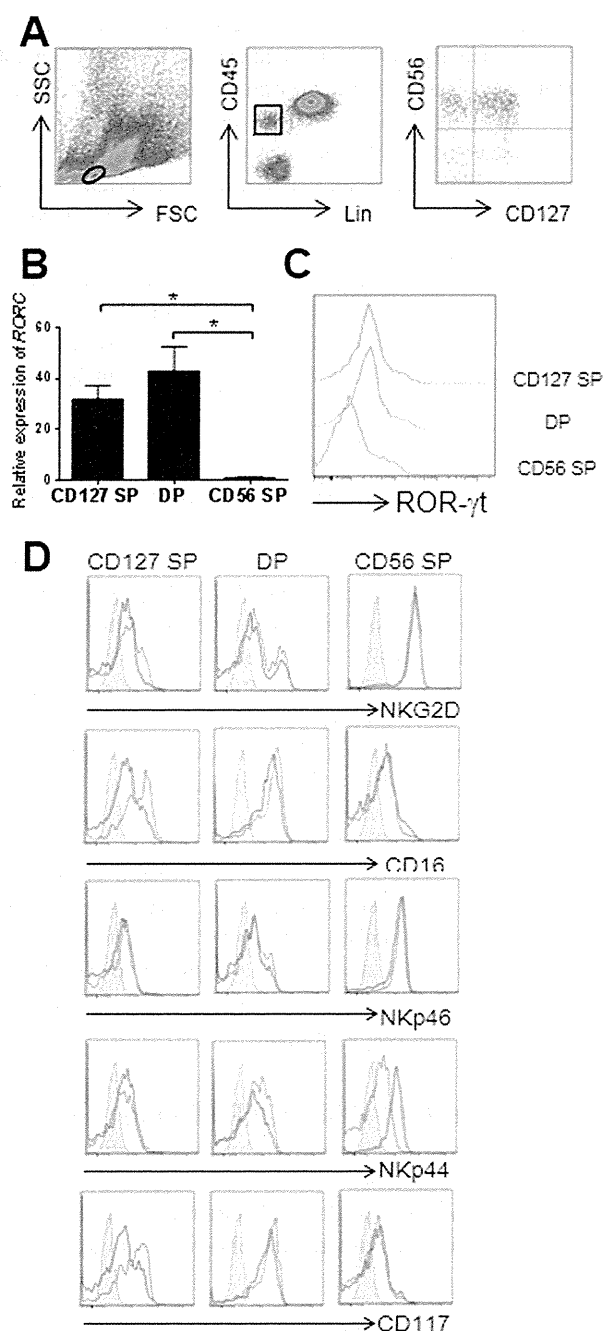 A
SSC
FSC
CD45
Lin
CD56
CD127
B
Relative expression of RORC
60
40
20
0
CD127 SP
DP
CD56 SP
*
*
C
CD127 SP
DP
CD56 SP
ROR-γt
D
CD127 SP
DP
CD56 SP
NKG2D
CD16
NKp46
NKp44
CD117